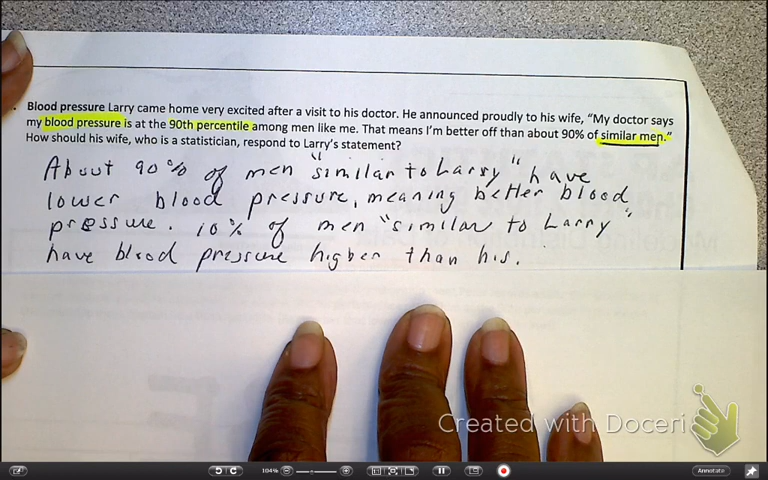 . Blood pressure Larry came home very excited after a visit to his doctor. He announced proudly to his wife, “My doctor says
my blood pressure is at the 90th percentile among men like me. That means I’m better off than about 90% of similar men.”
How should his wife, who is a statistician, respond to Larry’s statement?
About 90% of men "similar to Larry" have
lower blood pressure, meaning better blood
pressure. 10% of men "similar to Larry"
have blood pressure higher than his.
Created with Doceri
104%
Annotate